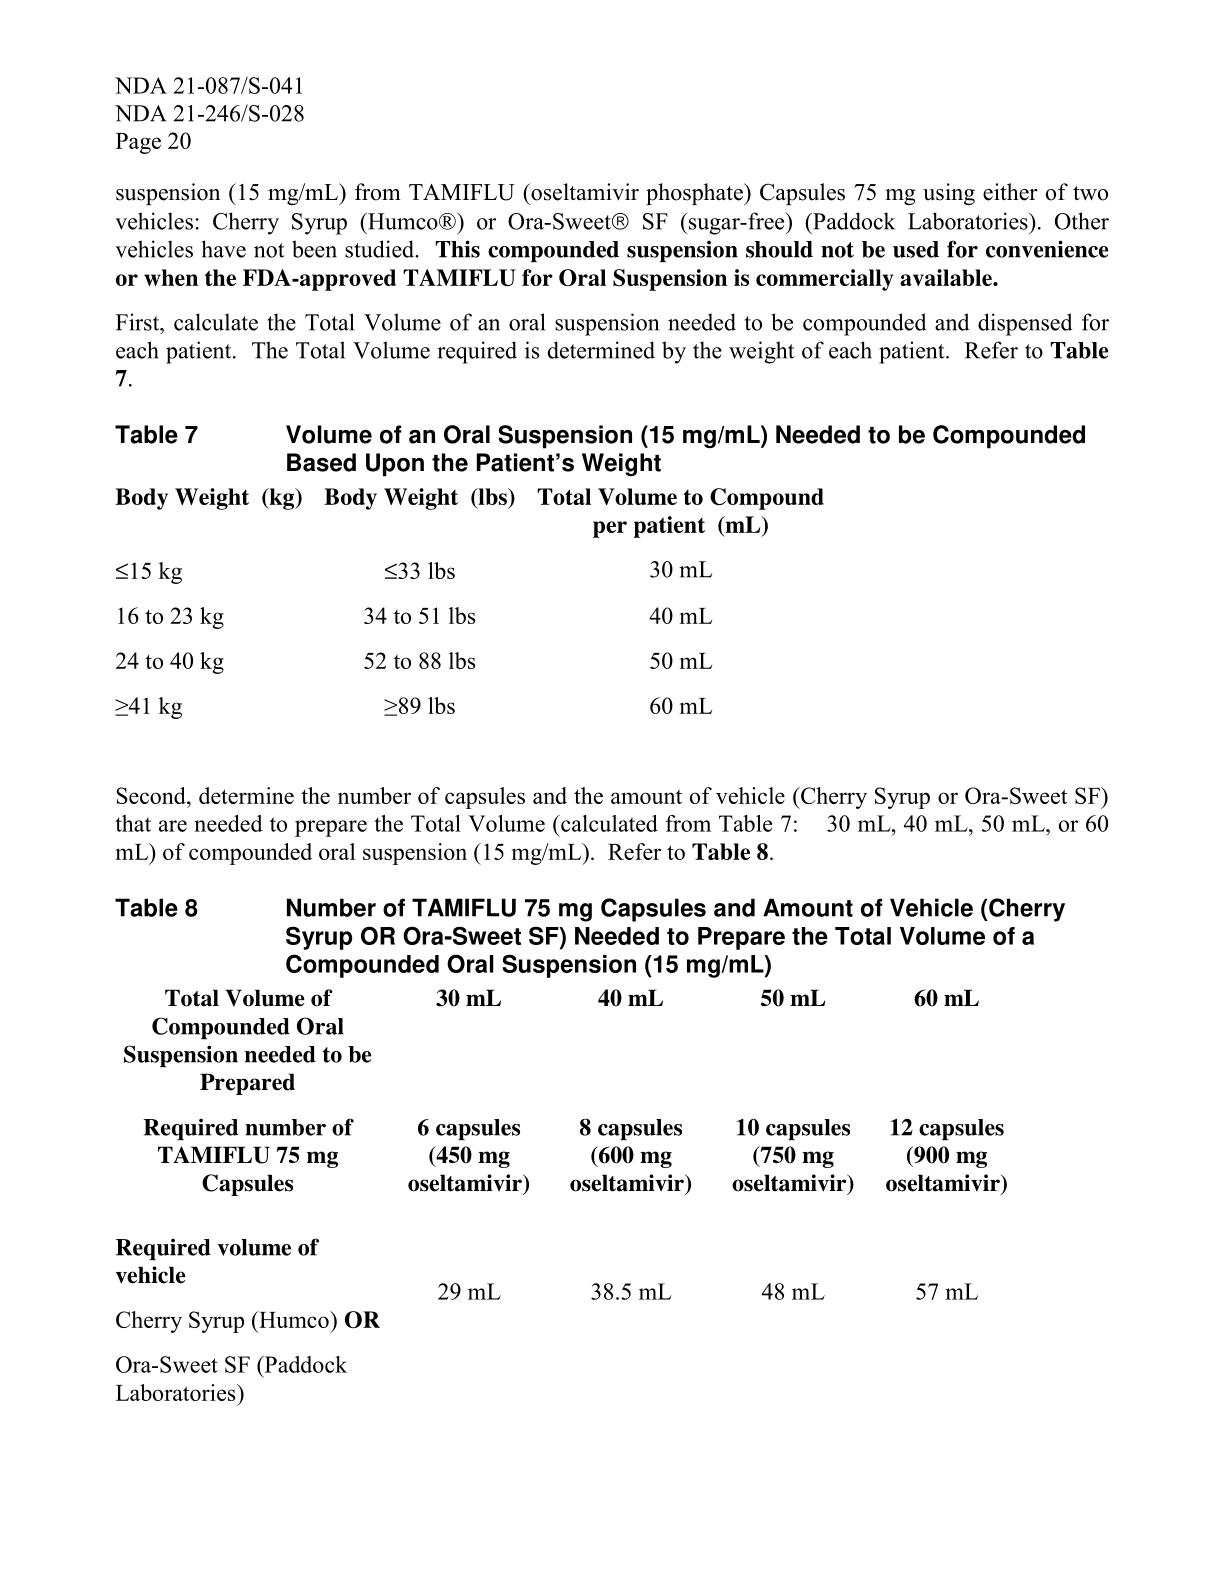 NDA 21-087/S-041
NDA 21-246/S-028
Page 20
suspension (15 mg/mL) from TAMIFLU (oseltamivir phosphate) Capsules 75 mg using either of two
vehicles: Cherry Syrup (Humco®) or Ora-Sweet® SF (sugar-free) (Paddock Laboratories). Other
vehicles have not been studied. This compounded suspension should not be used for convenience
or when the FDA-approved TAMIFLU for Oral Suspension is commercially available.
First, calculate the Total Volume of an oral suspension needed to be compounded and dispensed for
each patient. The Total Volume required is determined by the weight of each patient. Refer to Table
7.
Table 7 Volume of an Oral Suspension (15 mg/mL) Needed to be Compounded
Based Upon the Patient’s Weight
Body Weight (kg) Body Weight (lbs) Total Volume to Compound
per patient (mL)
≤15 kg ≤33 lbs 30 mL
16 to 23 kg 34 to 51 lbs 40 mL
24 to 40 kg 52 to 88 lbs 50 mL
≥41 kg ≥89 lbs 60 mL
Second, determine the number of capsules and the amount of vehicle (Cherry Syrup or Ora-Sweet SF)
that are needed to prepare the Total Volume (calculated from Table 7: 30 mL, 40 mL, 50 mL, or 60
mL) of compounded oral suspension (15 mg/mL). Refer to Table 8.
Table 8 Number of TAMIFLU 75 mg Capsules and Amount of Vehicle (Cherry
Syrup OR Ora-Sweet SF) Needed to Prepare the Total Volume of a
Compounded Oral Suspension (15 mg/mL)
Total Volume of 30 mL 40 mL 50 mL 60 mL
Compounded Oral
Suspension needed to be
Prepared
Required number of 6 capsules 8 capsules 10 capsules 12 capsules
TAMIFLU 75 mg (450 mg (600 mg (750 mg (900 mg
Capsules oseltamivir) oseltamivir) oseltamivir) oseltamivir)
Required volume of
vehicle
29 mL 38.5 mL 48 mL 57 mL
Cherry Syrup (Humco) OR
Ora-Sweet SF (Paddock
Laboratories)